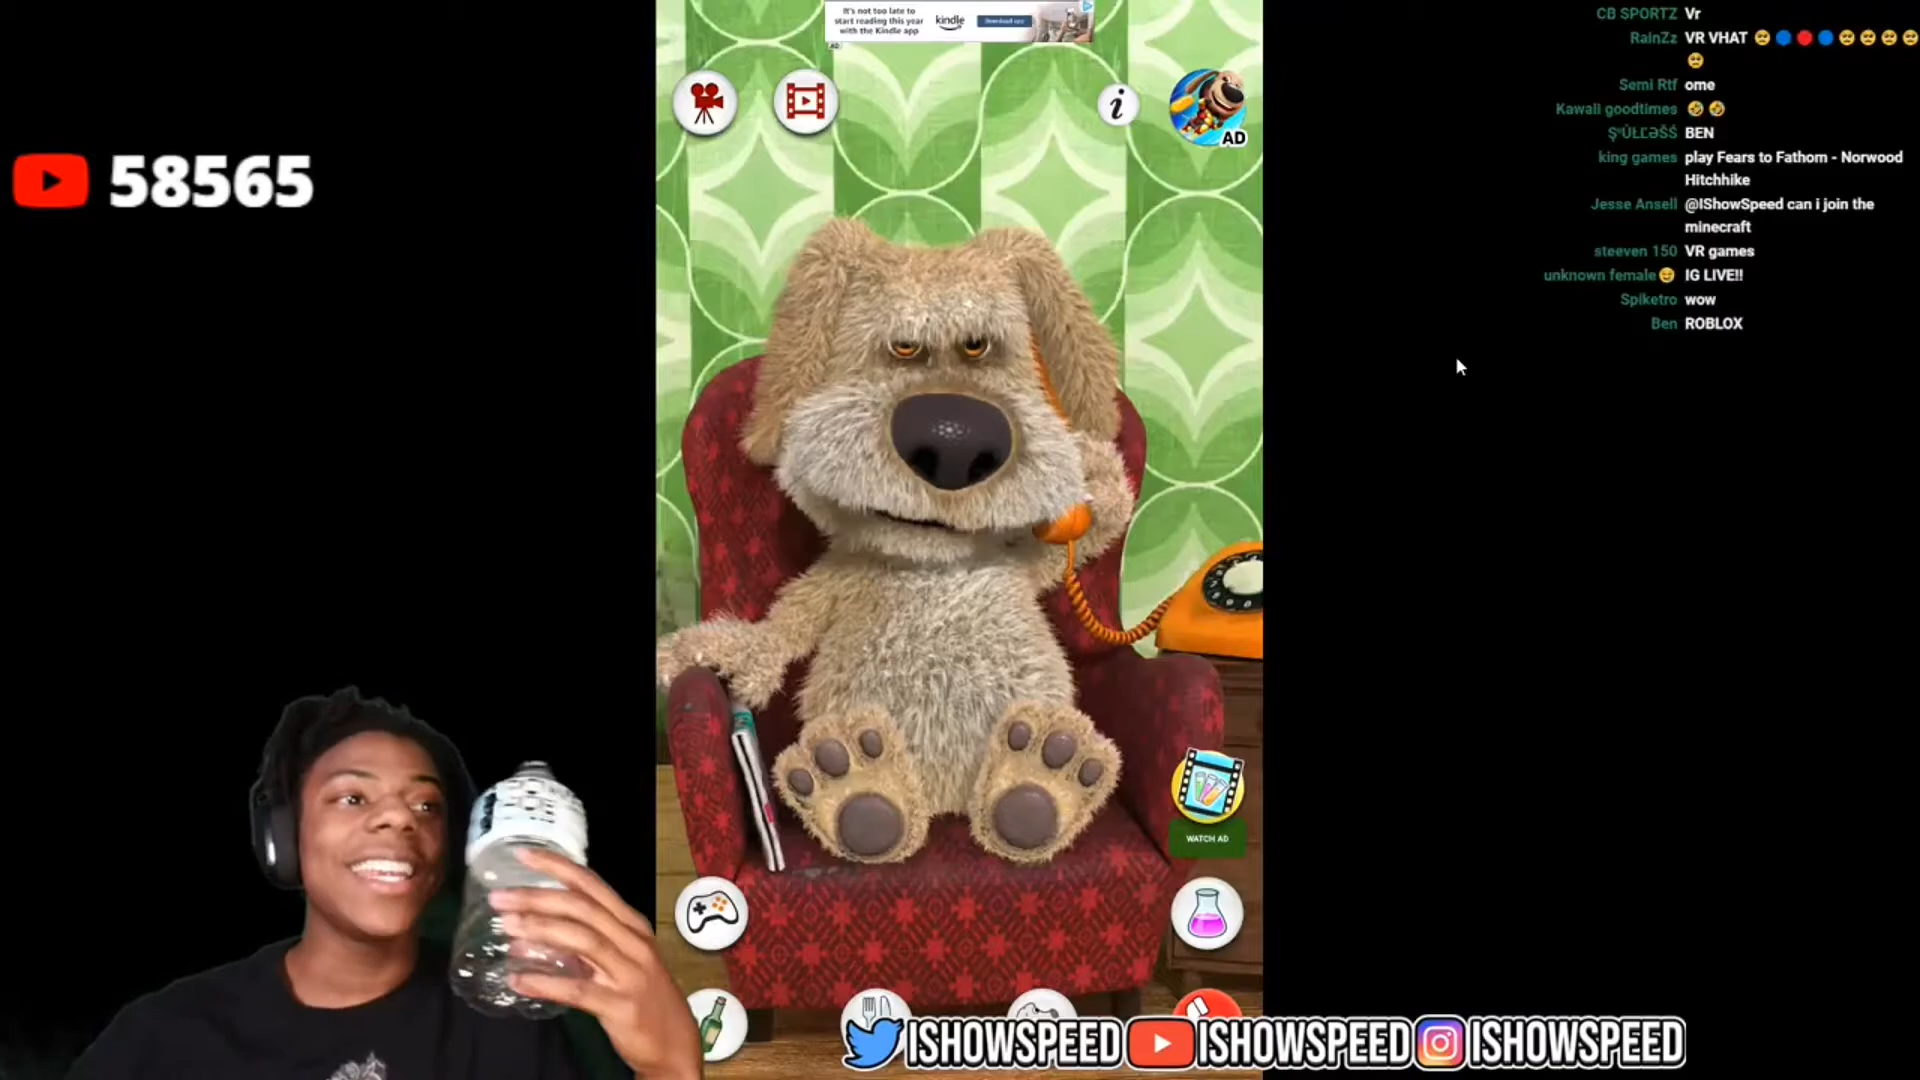 It's not too late to
start reading this year
with the Kindle app
kindle
Download app
AD
58565
i
AD
CB SPORTZ Vr
RainZz VR VHAT 🥺🔵🔴🔵🥺🥺🥺🥺
🥺
Semi Rtf ome
Kawaii goodtimes 🤣🤣
BEN
king games play Fears to Fathom - Norwood
Hitchhike
Jesse Ansell @IShowSpeed can i join the
minecraft
steeven 150 VR games
unknown female😌 IG LIVE!!
Spiketro wow
Ben ROBLOX
WATCH AD
ISHOWSPEED ISHOWSPEED ISHOWSPEED